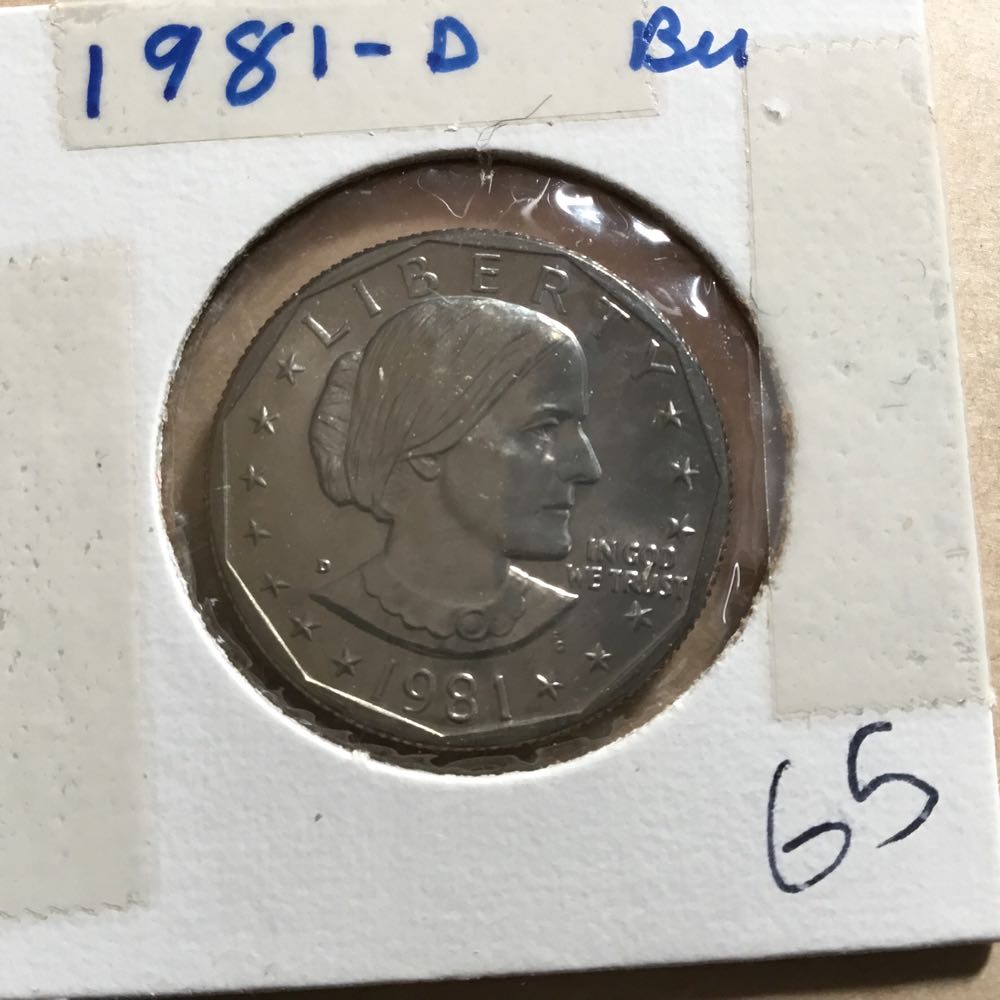 1981-D Bu
LIBERTY
D
IN GOD
WE TRUST
1981
65